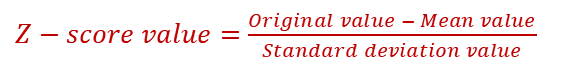 Z − score value = Original value − Mean value / Standard deviation value